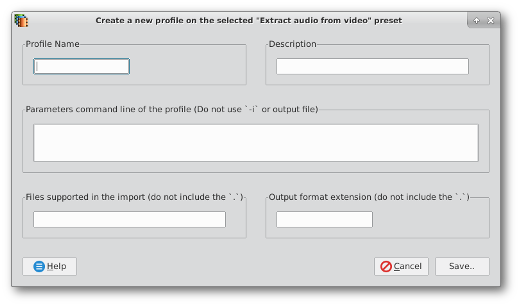 Create a new profile on the selected "Extract audio from video" preset
Profile Name
Description
Parameters command line of the profile (Do not use `-i` or output file)
Files supported in the import (do not include the `.`)
Output format extension (do not include the `.`)
Help
Cancel
Save..